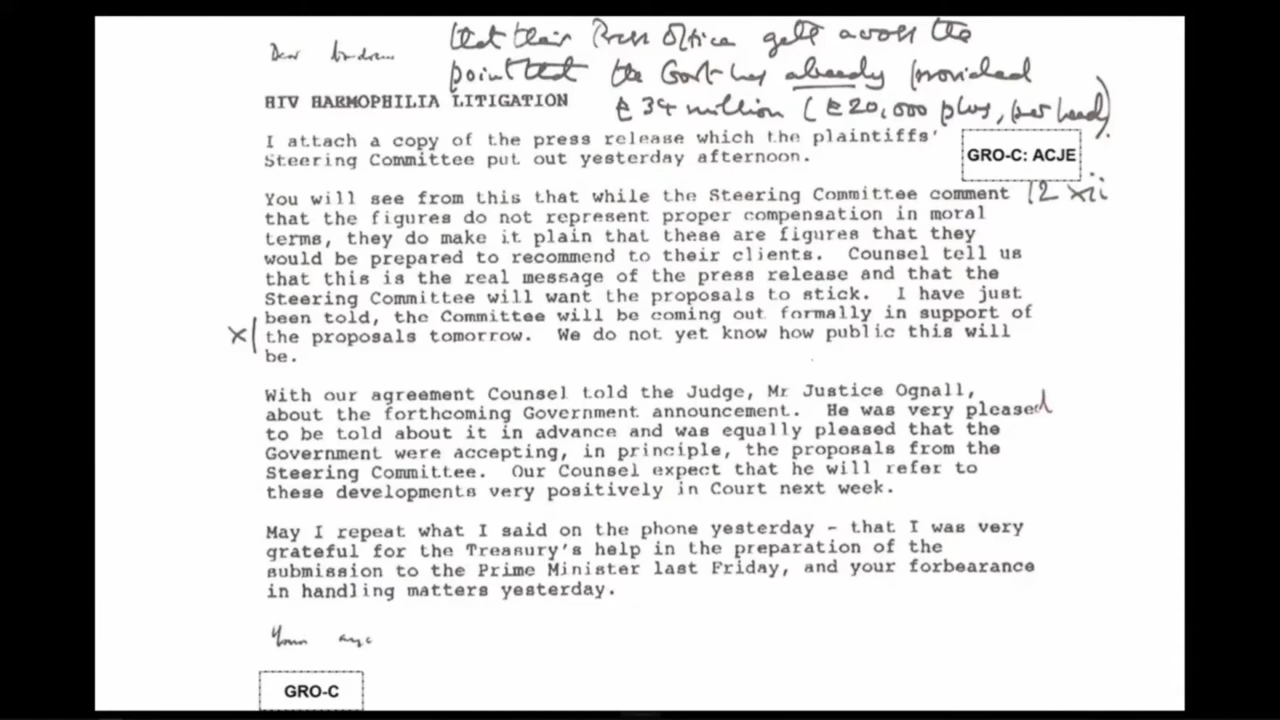 Dear Andrew
that their Press Office gets across the
point that the Govt has already provided
£34 million (£20,000 plus, per head).
HIV HAEMOPHILIA LITIGATION
I attach a copy of the press release which the plaintiffs'
Steering Committee put out yesterday afternoon.
GRO-C: ACJE
12 xii
You will see from this that while the Steering Committee comment
that the figures do not represent proper compensation in moral
terms, they do make it plain that these are figures that they
would be prepared to recommend to their clients. Counsel tell us
that this is the real message of the press release and that the
Steering Committee will want the proposals to stick. I have just
been told, the Committee will be coming out formally in support of
X| the proposals tomorrow. We do not yet know how public this will
be.
With our agreement Counsel told the Judge, Mr Justice Ognall,
about the forthcoming Government announcement. He was very pleased
to be told about it in advance and was equally pleased that the
Government were accepting, in principle, the proposals from the
Steering Committee. Our Counsel expect that he will refer to
these developments very positively in Court next week.
May I repeat what I said on the phone yesterday - that I was very
grateful for the Treasury's help in the preparation of the
submission to the Prime Minister last Friday, and your forbearance
in handling matters yesterday.
GRO-C